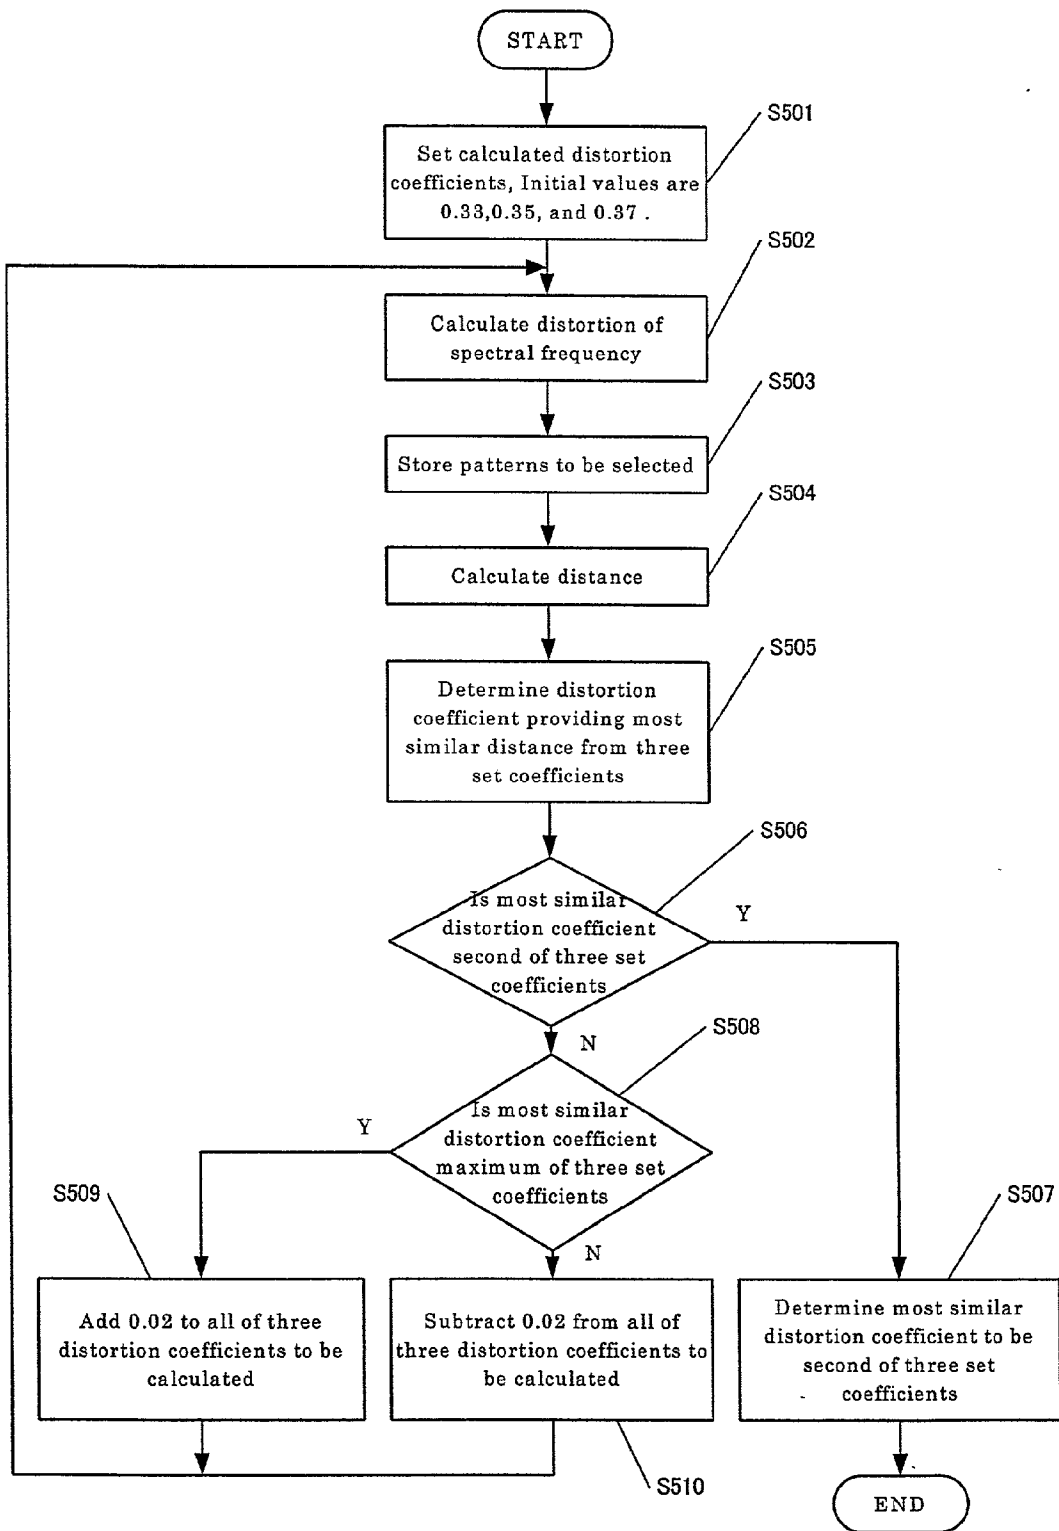 START
S501
Set calculated distortion
coefficients, Initial values are
0.33,0.35, and 0.37 .
S502
Calculate distortion of
spectral frequency
S503
Store patterns to be selected
S504
Calculate distance
S505
Determine distortion
coefficient providing most
similar distance from three
set coefficients
S506
Is most similar
distortion coefficient
second of three set
coefficients
Y
N
S508
Is most similar
distortion coefficient
maximum of three set
coefficients
Y
N
S509
Add 0.02 to all of three
distortion coefficients to be
calculated
Subtract 0.02 from all of
three distortion coefficients to
be calculated
S510
S507
Determine most similar
distortion coefficient to be
second of three set
coefficients
END